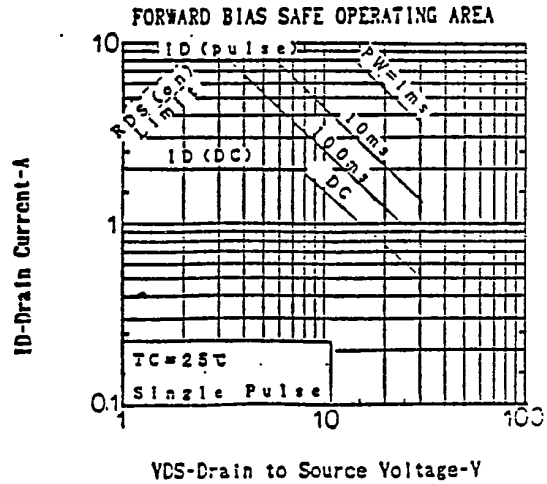 FORWARD BIAS SAFE OPERATING AREA
10
ID(pulse)
PW=1ms
RDS(on)
Limit
10ms
100ms
ID(DC)
DC
1
TC=25℃
Single Pulse
0.1
1
10
100
ID-Drain Current-A
VDS-Drain to Source Voltage-V